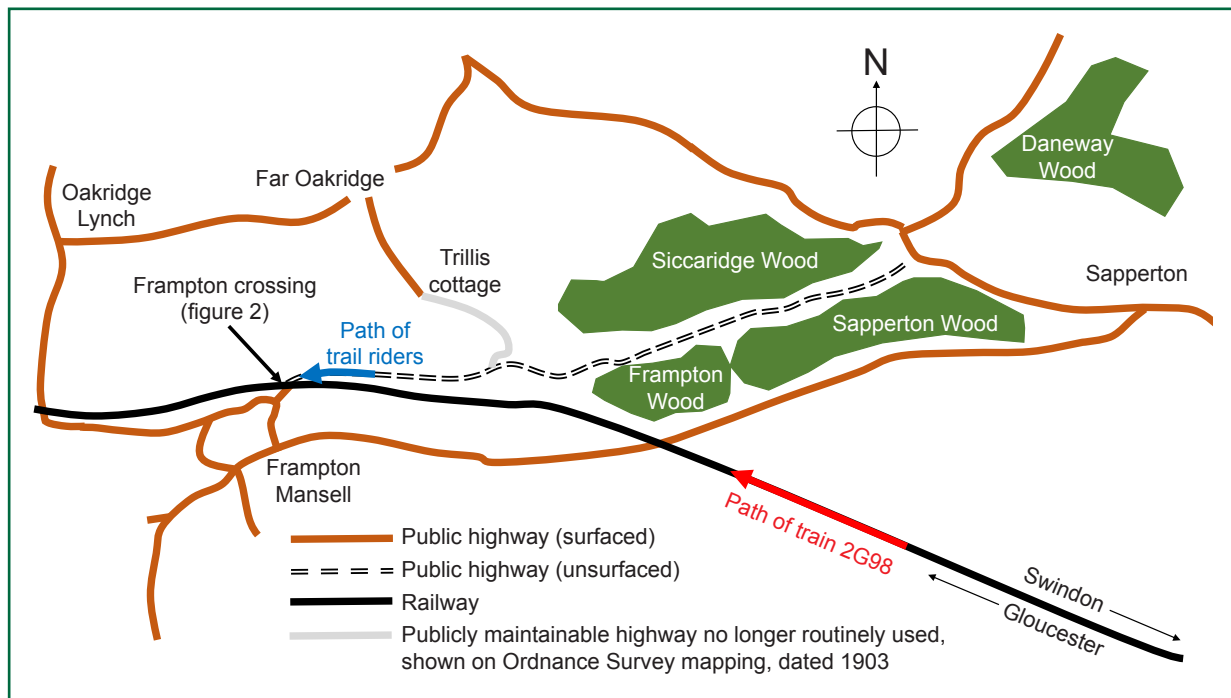 N
Daneway
Wood
Oakridge
Lynch
Far Oakridge
Siccaridge Wood
Sapperton
Trillis
cottage
Frampton crossing
(figure 2)
Path of
trail riders
Sapperton Wood
Frampton
Wood
Frampton
Mansell
Path of train 2G98
Swindon
Gloucester
Public highway (surfaced)
Public highway (unsurfaced)
Railway
Publicly maintainable highway no longer routinely used,
shown on Ordnance Survey mapping, dated 1903